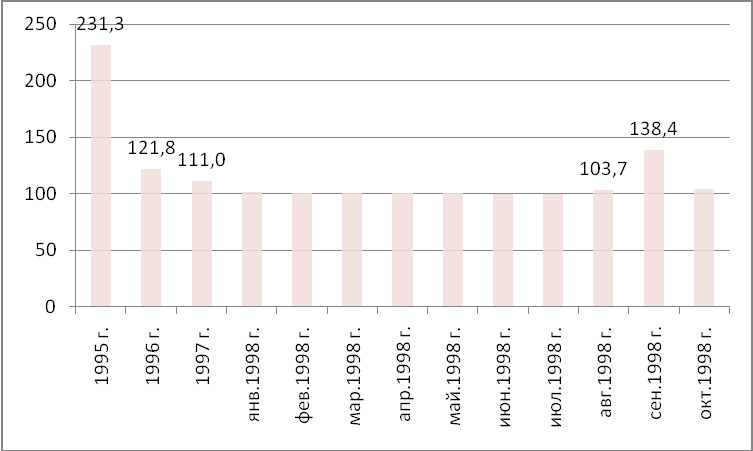 250
200
150
100
50
0
231,3
121,8
111,0
103,7
138,4
1995 г.
1996 г.
1997 г.
янв.1998 г.
фев.1998 г.
мар.1998 г.
апр.1998 г.
май.1998 г.
июн.1998 г.
июл.1998 г.
авг.1998 г.
сен.1998 г.
окт.1998 г.